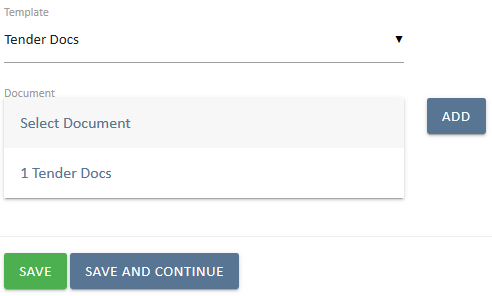 Template
Tender Docs
Document
Select Document
ADD
1 Tender Docs
SAVE
SAVE AND CONTINUE